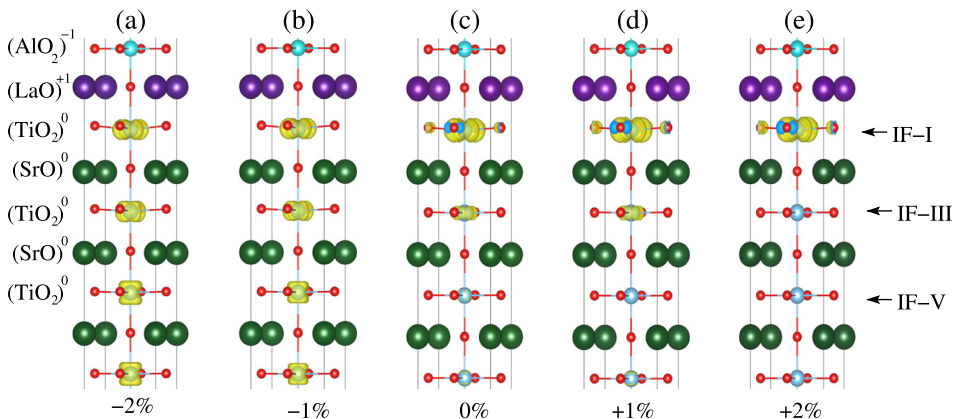 (a) (b) (c) (d) (e)
(AlO₂)⁻¹
(LaO)⁺¹
(TiO₂)⁰
IF−I
(SrO)⁰
(TiO₂)⁰
IF−III
(SrO)⁰
(TiO₂)⁰
IF−V
−2% −1% 0% +1% +2%